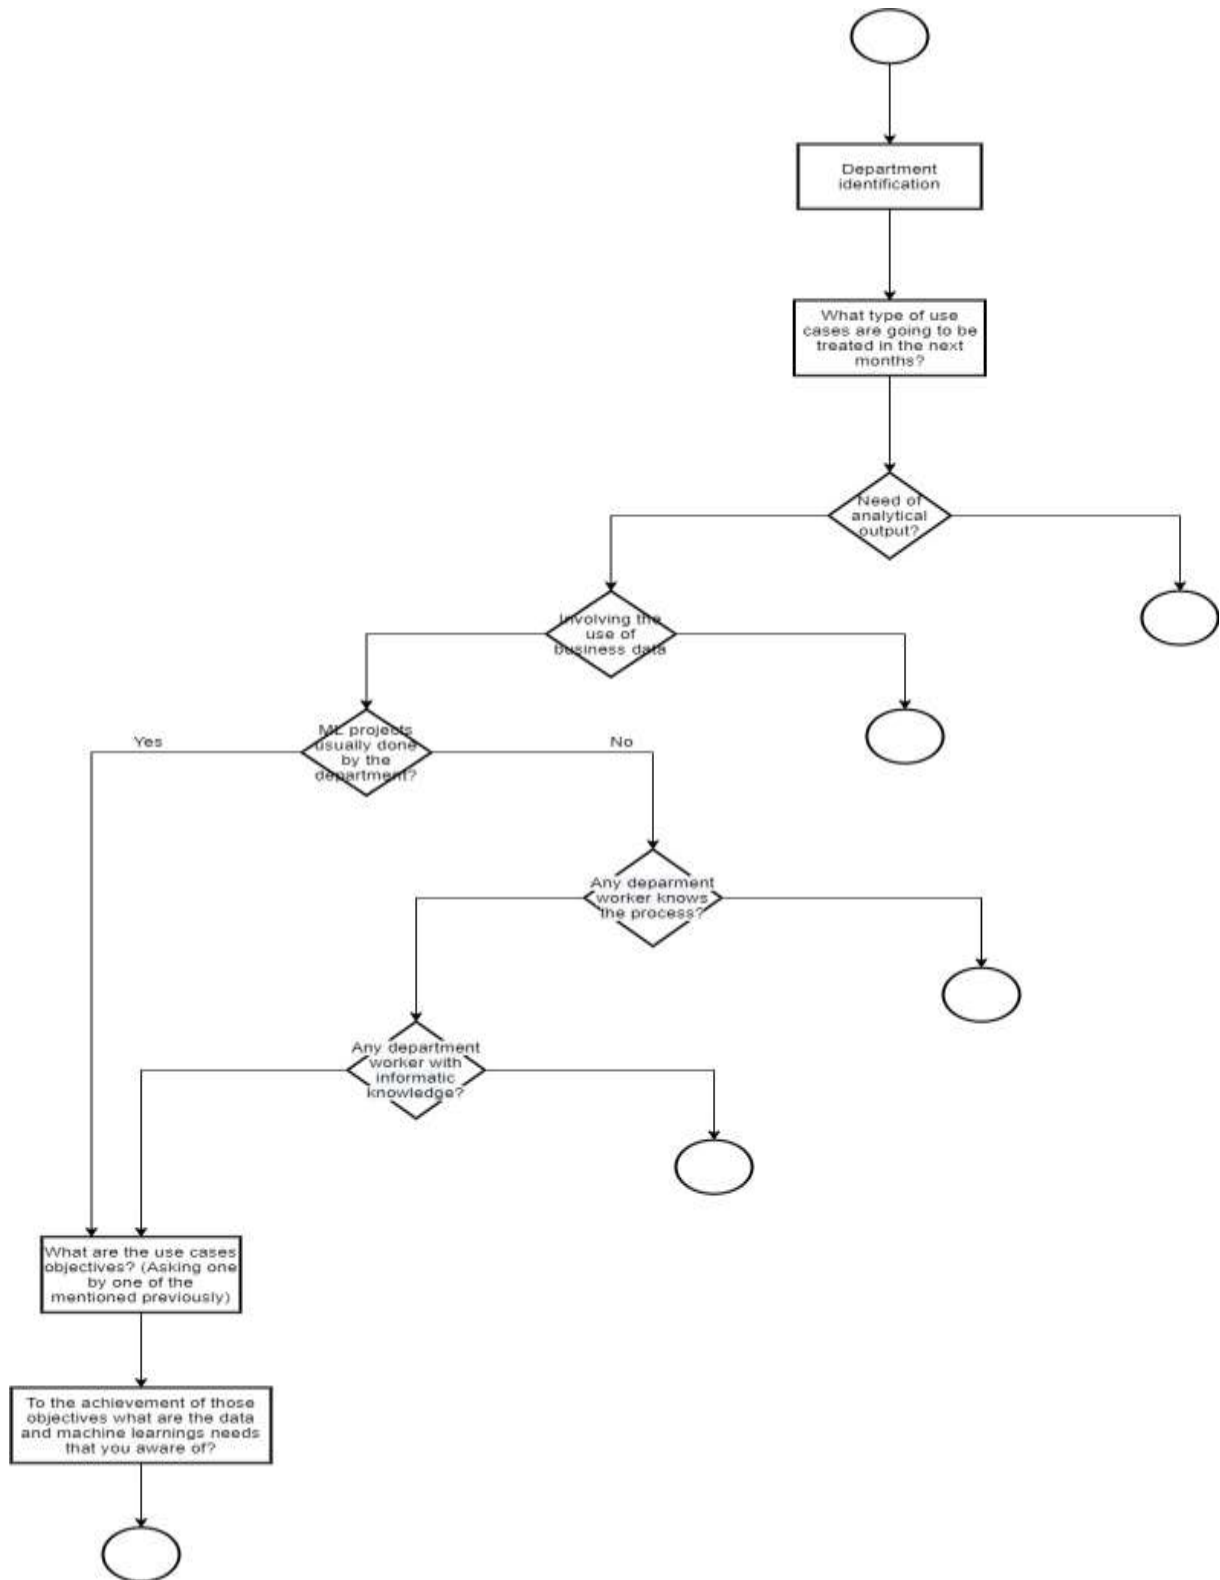 Department
identification
What type of use
cases are going to be
treated in the next
months?
Need of
analytical
output?
Involving the
use of
business data
ML projects
usually done
by the
department?
Yes
No
Any deparment
worker knows
the process?
Any department
worker with
informatic
knowledge?
What are the use cases
objectives? (Asking one
by one of the
mentioned previously)
To the achievement of those
objectives what are the data
and machine learnings needs
that you aware of?